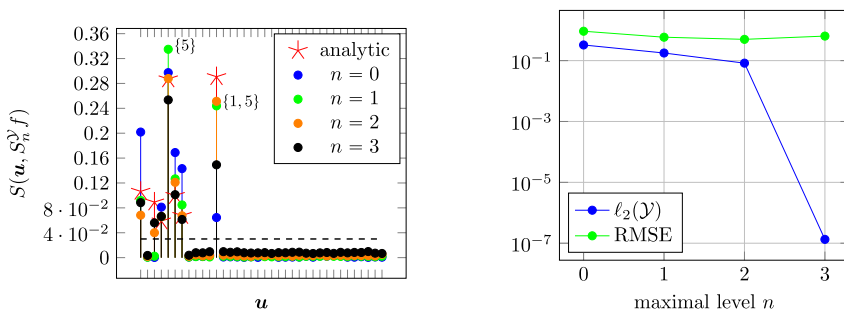 0.36
0.32
0.28
0.24
0.2
0.16
0.12
8 · 10⁻²
4 · 10⁻²
0
S(u, S_n^𝒴 f)
u
{5}
{1, 5}
analytic
n = 0
n = 1
n = 2
n = 3
10⁻¹
10⁻³
10⁻⁵
10⁻⁷
ℓ₂(𝒴)
RMSE
0 1 2 3
maximal level n